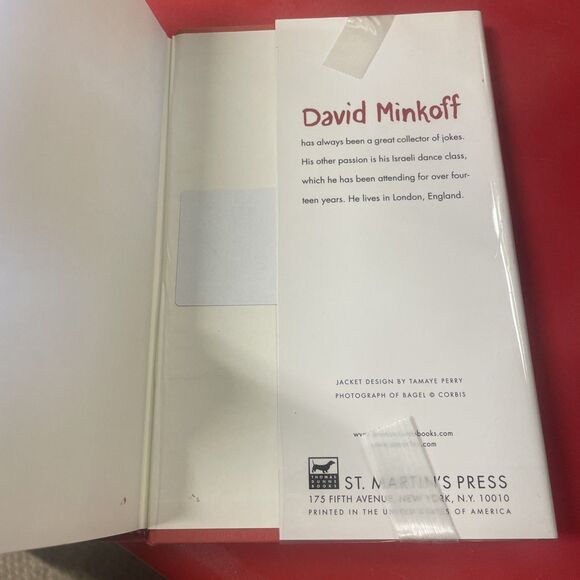 David Minkoff
has always been a great collector of jokes.
His other passion is his Israeli dance class,
which he has been attending for over four-
teen years. He lives in London, England.
JACKET DESIGN BY TAMAYE PERRY
PHOTOGRAPH OF BAGEL © CORBIS
THOMAS
DUNNE
BOOKS
ST. MARTIN'S PRESS
175 FIFTH AVENUE, NEW YORK, N.Y. 10010
PRINTED IN THE UNITED STATES OF AMERICA